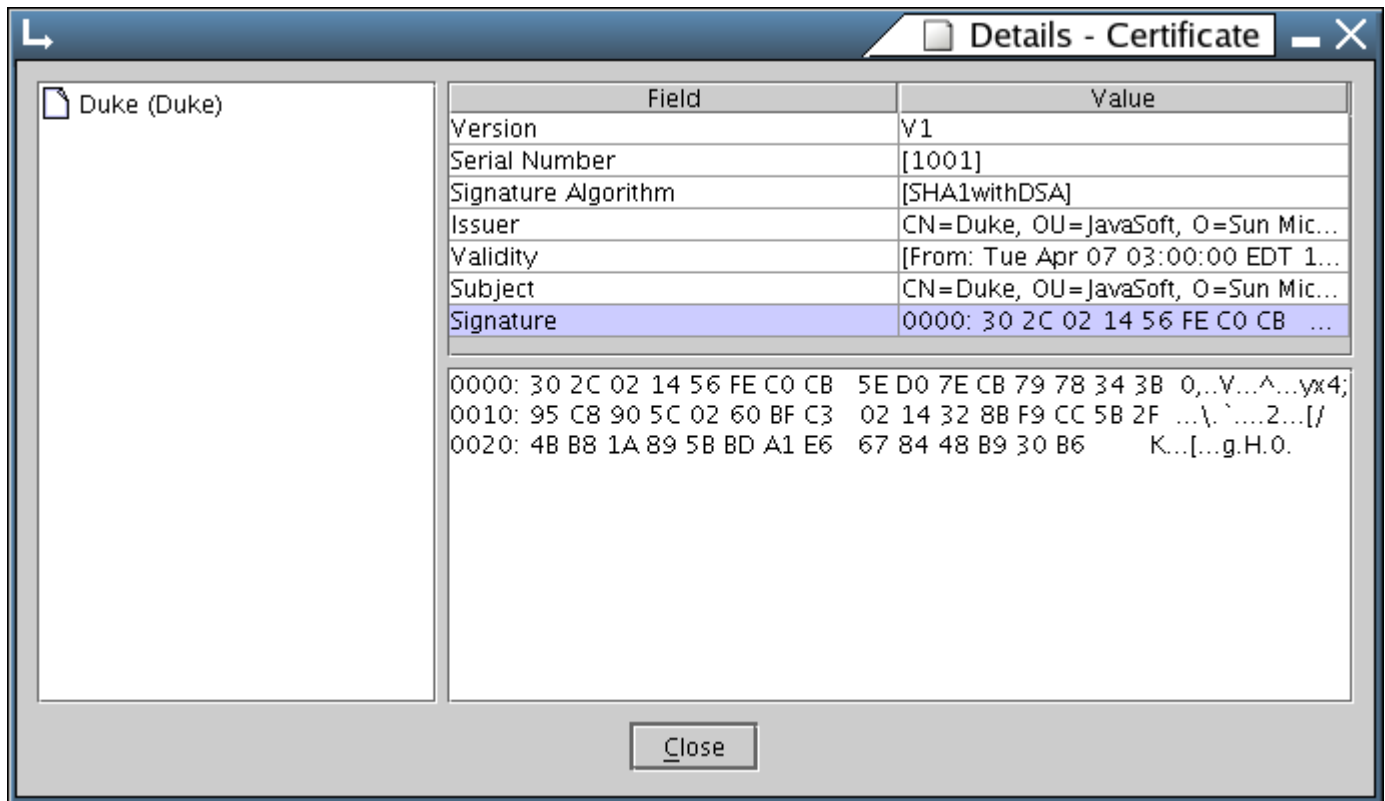 Details - Certificate
Duke (Duke)
Field Value
Version V1
Serial Number [1001]
Signature Algorithm [SHA1withDSA]
Issuer CN=Duke, OU=JavaSoft, O=Sun Mic...
Validity [From: Tue Apr 07 03:00:00 EDT 1...
Subject CN=Duke, OU=JavaSoft, O=Sun Mic...
Signature 0000: 30 2C 02 14 56 FE C0 CB ...
0000: 30 2C 02 14 56 FE C0 CB 5E D0 7E CB 79 78 34 3B 0,..V...^...yx4;
0010: 95 C8 90 5C 02 60 BF C3 02 14 32 8B F9 CC 5B 2F ...\.`....2...[/
0020: 4B B8 1A 89 5B BD A1 E6 67 84 48 B9 30 B6 K...[...g.H.0.
Close